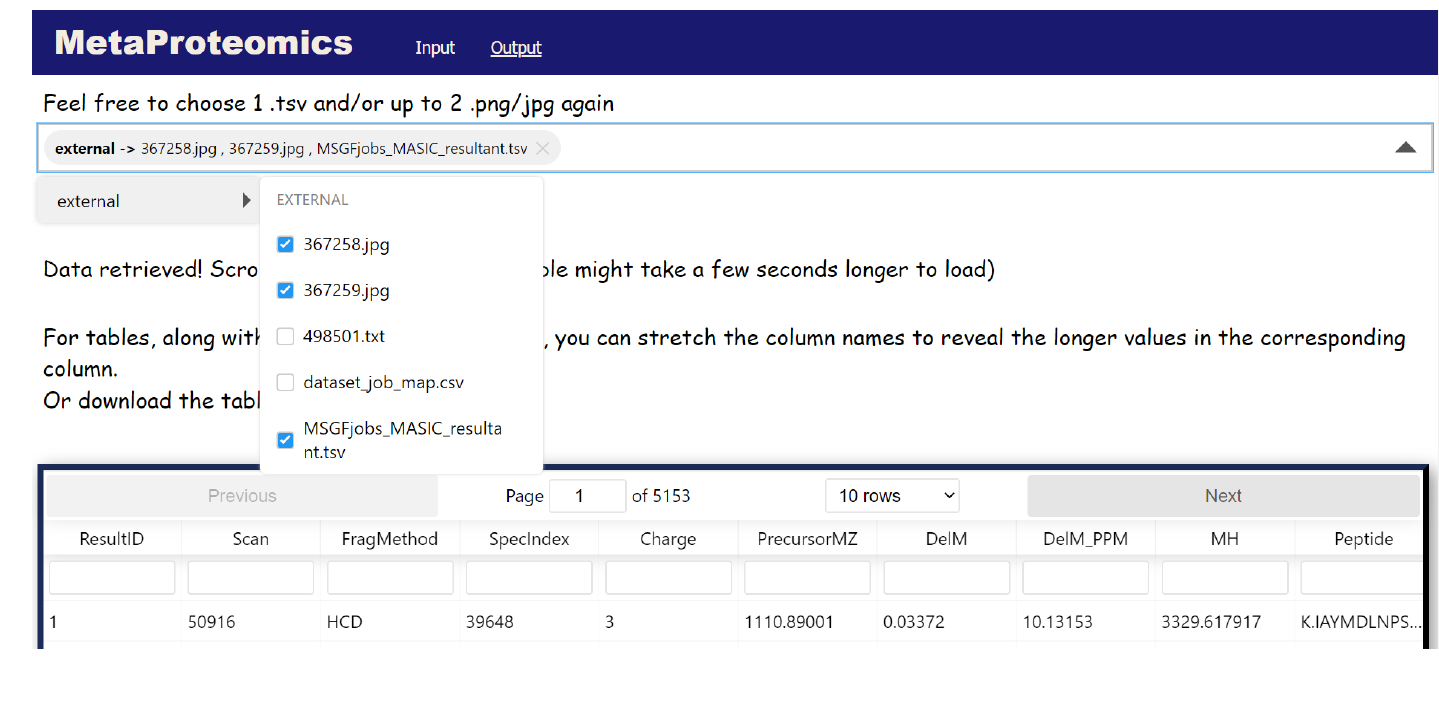 MetaProteomics Input Output
Feel free to choose 1 .tsv and/or up to 2 .png/jpg again
external -> 367258.jpg , 367259.jpg , MSGFjobs_MASIC_resultant.tsv
external
EXTERNAL
367258.jpg
367259.jpg
498501.txt
dataset_job_map.csv
MSGFjobs_MASIC_resulta
nt.tsv
Data retrieved! Scro ble might take a few seconds longer to load)
For tables, along with , you can stretch the column names to reveal the longer values in the corresponding
column.
Or download the tabl
Previous Page 1 of 5153 10 rows Next
ResultID Scan FragMethod SpecIndex Charge PrecursorMZ DelM DelM_PPM MH Peptide
1 50916 HCD 39648 3 1110.89001 0.03372 10.13153 3329.617917 K.IAYMDLNPS...